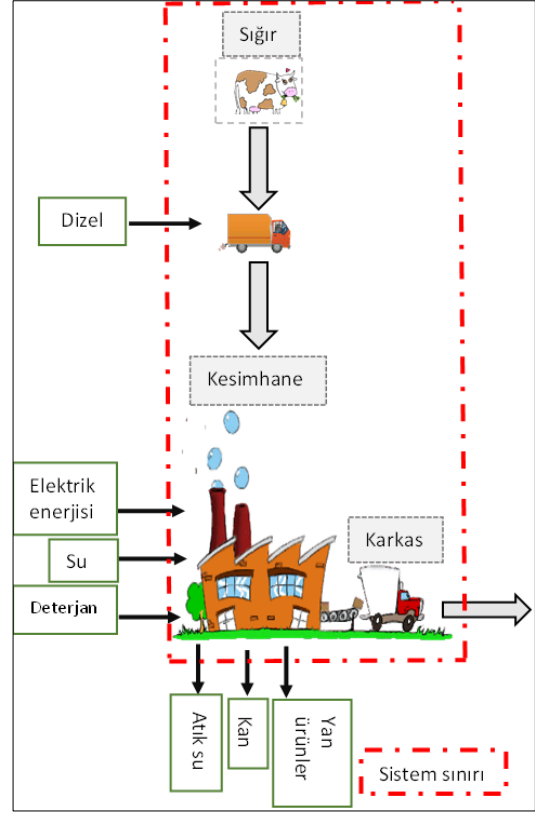 Sığır
Dizel
Kesimhane
Elektrik
enerjisi
Su
Karkas
Deterjan
Atık su
Kan
Yan
ürünler
Sistem sınırı